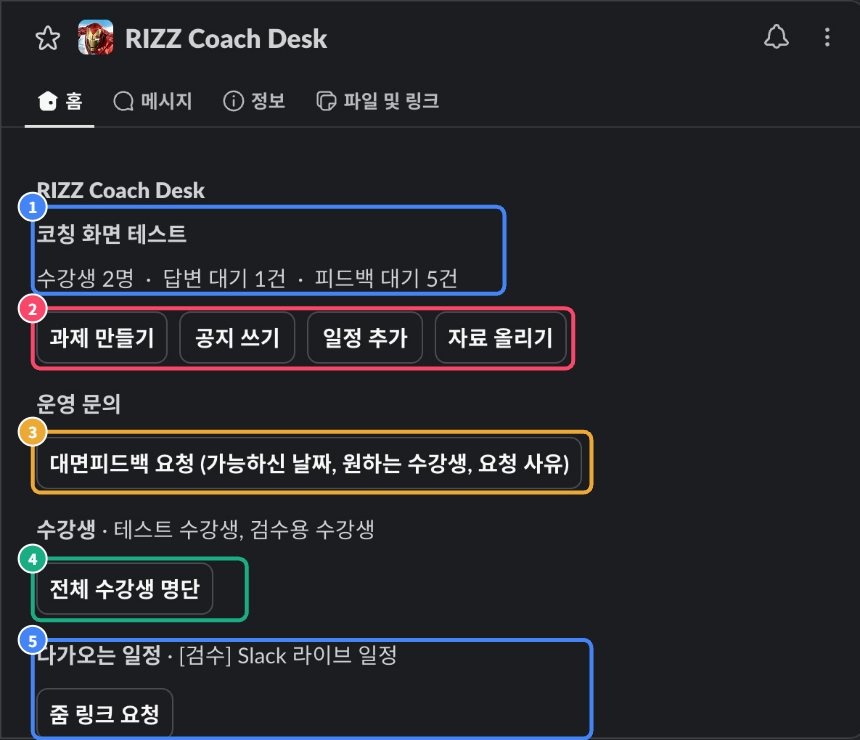 RIZZ Coach Desk
홈 메시지 정보 파일 및 링크
RIZZ Coach Desk
1
코칭 화면 테스트
수강생 2명 · 답변 대기 1건 · 피드백 대기 5건
2
과제 만들기 공지 쓰기 일정 추가 자료 올리기
운영 문의
3
대면피드백 요청 (가능하신 날짜, 원하는 수강생, 요청 사유)
수강생 · 테스트 수강생, 검수용 수강생
4
전체 수강생 명단
5
다가오는 일정 · [검수] Slack 라이브 일정
줌 링크 요청